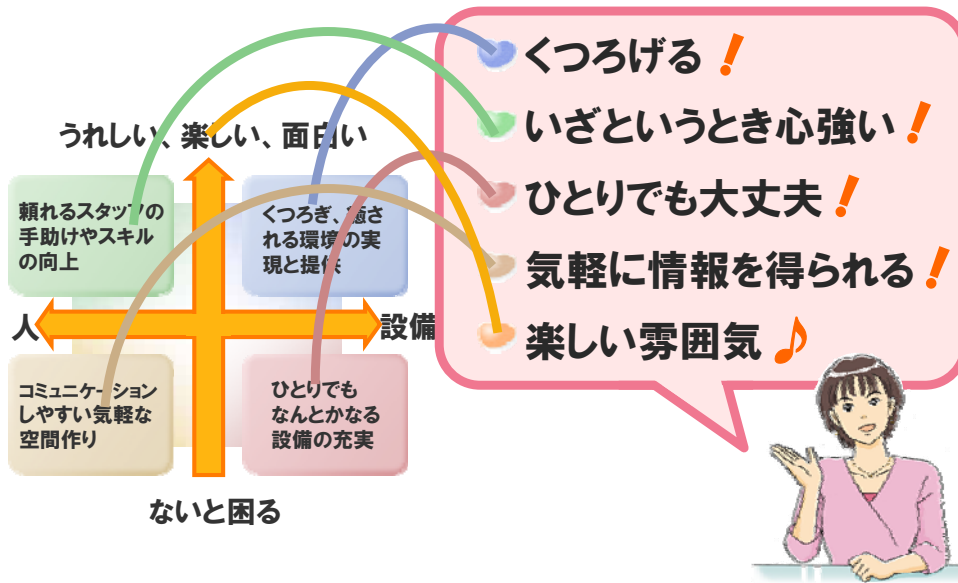 うれしい、楽しい、面白い
頼れるスタッフの
手助けやスキル
の向上
くつろぎ、癒さ
れる環境の実
現と提供
人
設備
コミュニケーション
しやすい気軽な
空間作り
ひとりでも
なんとかなる
設備の充実
ないと困る
くつろげる！
いざというとき心強い！
ひとりでも大丈夫！
気軽に情報を得られる！
楽しい雰囲気♪